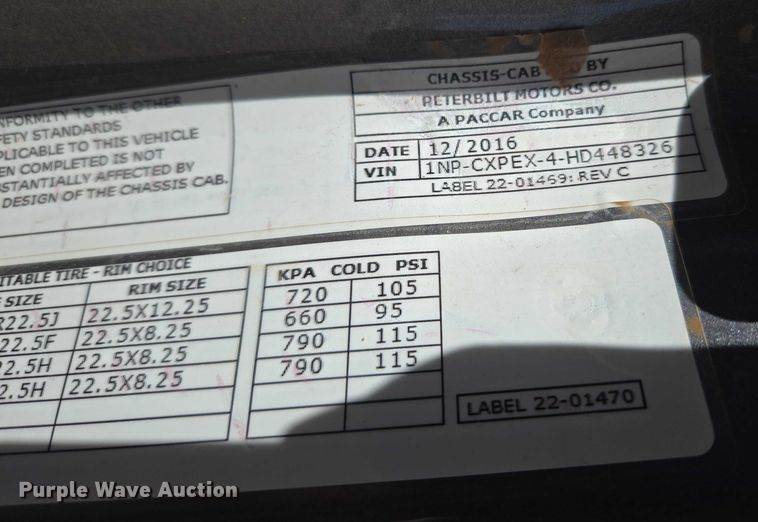 CHASSIS-CAB BY
PETERBILT MOTORS CO.
A PACCAR Company
DATE 12/2016
VIN 1NP-CXPEX-4-HD448326
LABEL 22-01469: REV C
NFORMITY TO THE OTHER
FETY STANDARDS
PLICABLE TO THIS VEHICLE
EN COMPLETED IS NOT
BSTANTIALLY AFFECTED BY
DESIGN OF THE CHASSIS CAB.
ITABLE TIRE - RIM CHOICE
SIZE RIM SIZE
R22.5J 22.5X12.25
22.5F 22.5X8.25
2.5H 22.5X8.25
2.5H 22.5X8.25
KPA COLD PSI
720 105
660 95
790 115
790 115
LABEL 22-01470
Purple Wave Auction